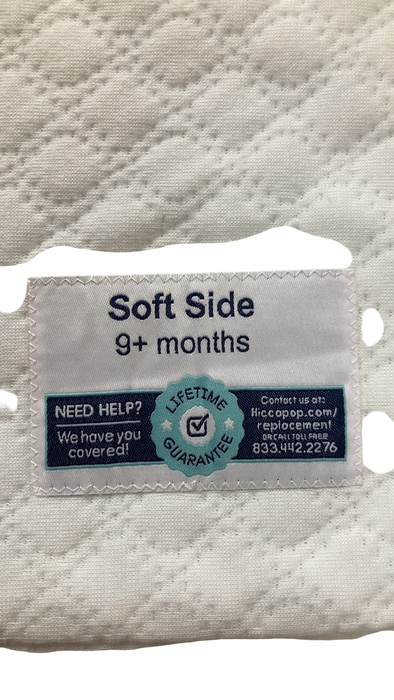 Soft Side
9+ months
NEED HELP?
We have you
covered!
LIFETIME
GUARANTEE
Contact us at:
Hiccapop.com/
replacement
OR CALL TOLL FREE
833.442.2276